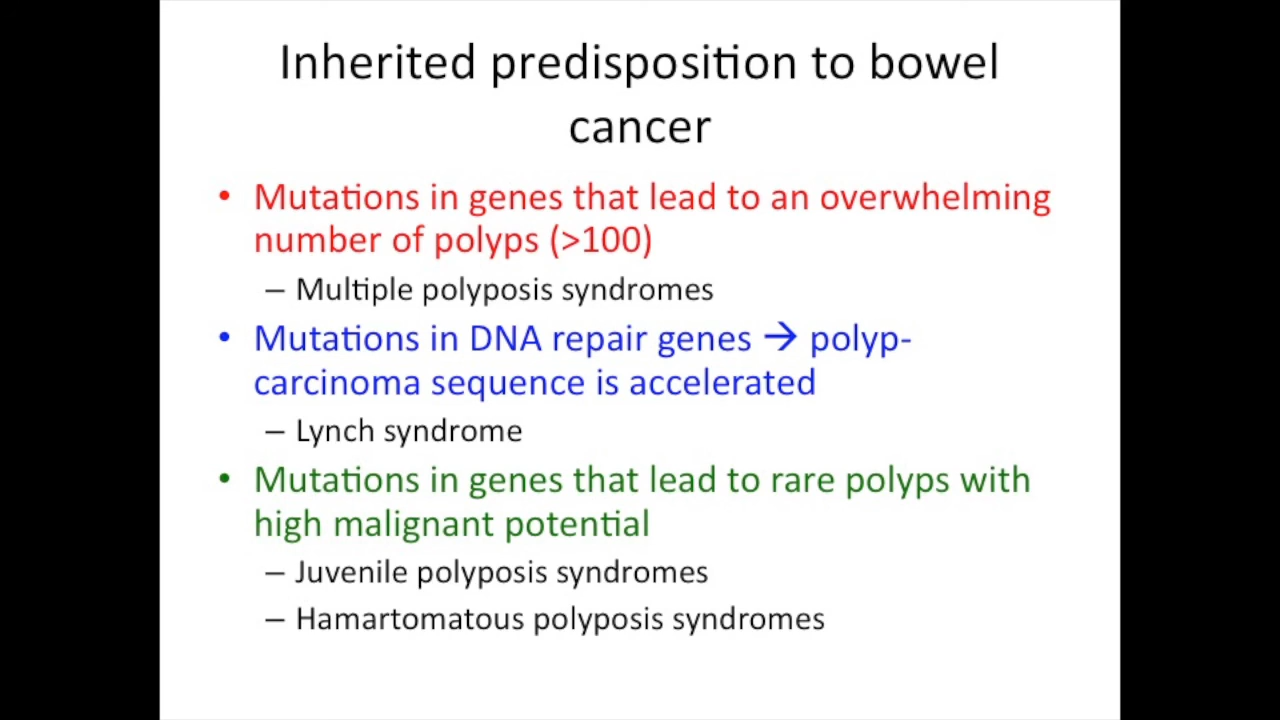 Inherited predisposition to bowel
cancer
• Mutations in genes that lead to an overwhelming
number of polyps (>100)
– Multiple polyposis syndromes
• Mutations in DNA repair genes → polyp-
carcinoma sequence is accelerated
– Lynch syndrome
• Mutations in genes that lead to rare polyps with
high malignant potential
– Juvenile polyposis syndromes
– Hamartomatous polyposis syndromes